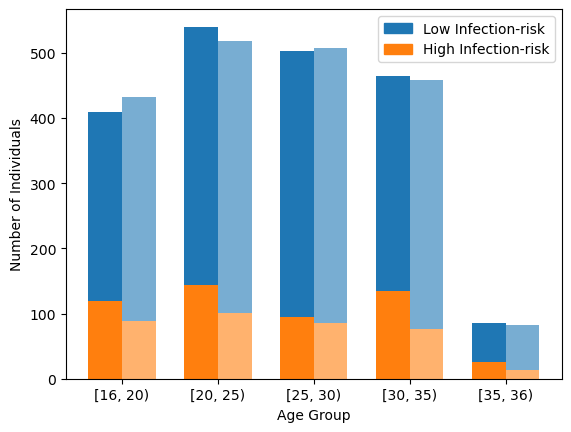 Low Infection-risk
High Infection-risk
Number of Individuals
500
400
300
200
100
0
[16, 20)
[20, 25)
[25, 30)
[30, 35)
[35, 36)
Age Group